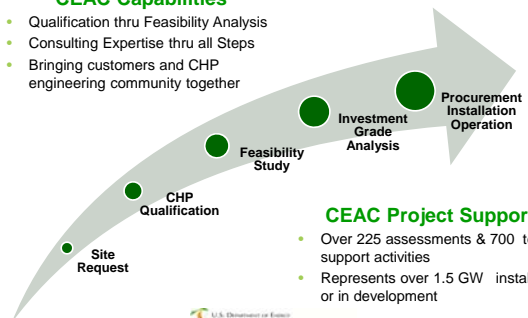 CEAC Capabilities
• Qualification thru Feasibility Analysis
• Consulting Expertise thru all Steps
• Bringing customers and CHP
engineering community together
Procurement
Installation
Operation
Investment
Grade
Analysis
Feasibility
Study
CHP
Qualification
Site
Request
CEAC Project Suppor
• Over 225 assessments & 700 t
support activities
• Represents over 1.5 GW instal
or in development
U.S. Department of Energy